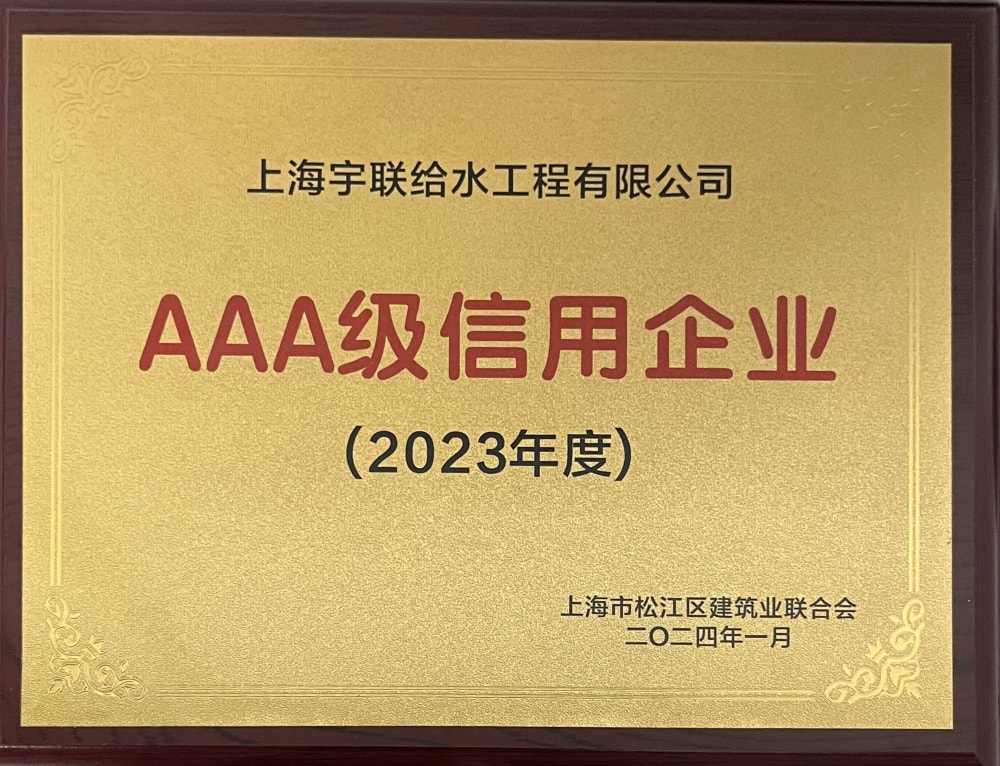 上海宇联给水工程有限公司
AAA级信用企业
(2023年度)
上海市松江区建筑业联合会
二〇二四年一月